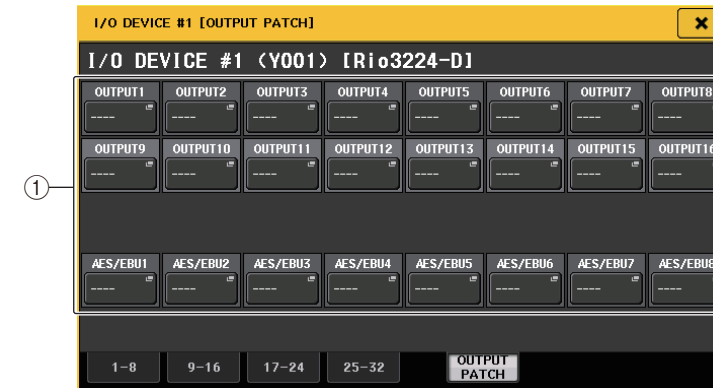 I/O DEVICE #1 [OUTPUT PATCH]
I/O DEVICE #1 (Y001) [Rio3224-D]
OUTPUT1 OUTPUT2 OUTPUT3 OUTPUT4 OUTPUT5 OUTPUT6 OUTPUT7 OUTPUT8
---- ---- ---- ---- ---- ---- ---- ----
OUTPUT9 OUTPUT10 OUTPUT11 OUTPUT12 OUTPUT13 OUTPUT14 OUTPUT15 OUTPUT16
---- ---- ---- ---- ---- ---- ---- ----
①
AES/EBU1 AES/EBU2 AES/EBU3 AES/EBU4 AES/EBU5 AES/EBU6 AES/EBU7 AES/EBU8
---- ---- ---- ---- ---- ---- ---- ----
1-8 9-16 17-24 25-32 OUTPUT
PATCH